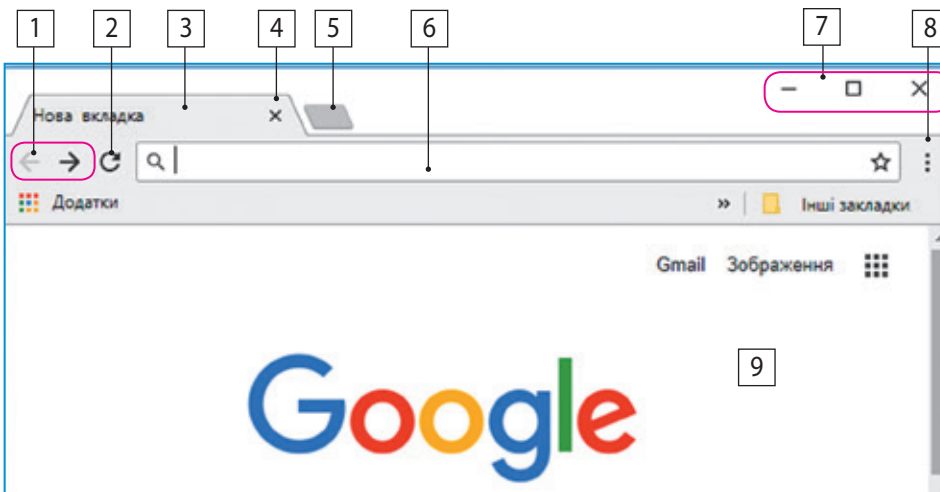 1 2 3 4 5 6 7 8
Нова вкладка
Додатки » Інші закладки
Gmail Зображення
9
Google